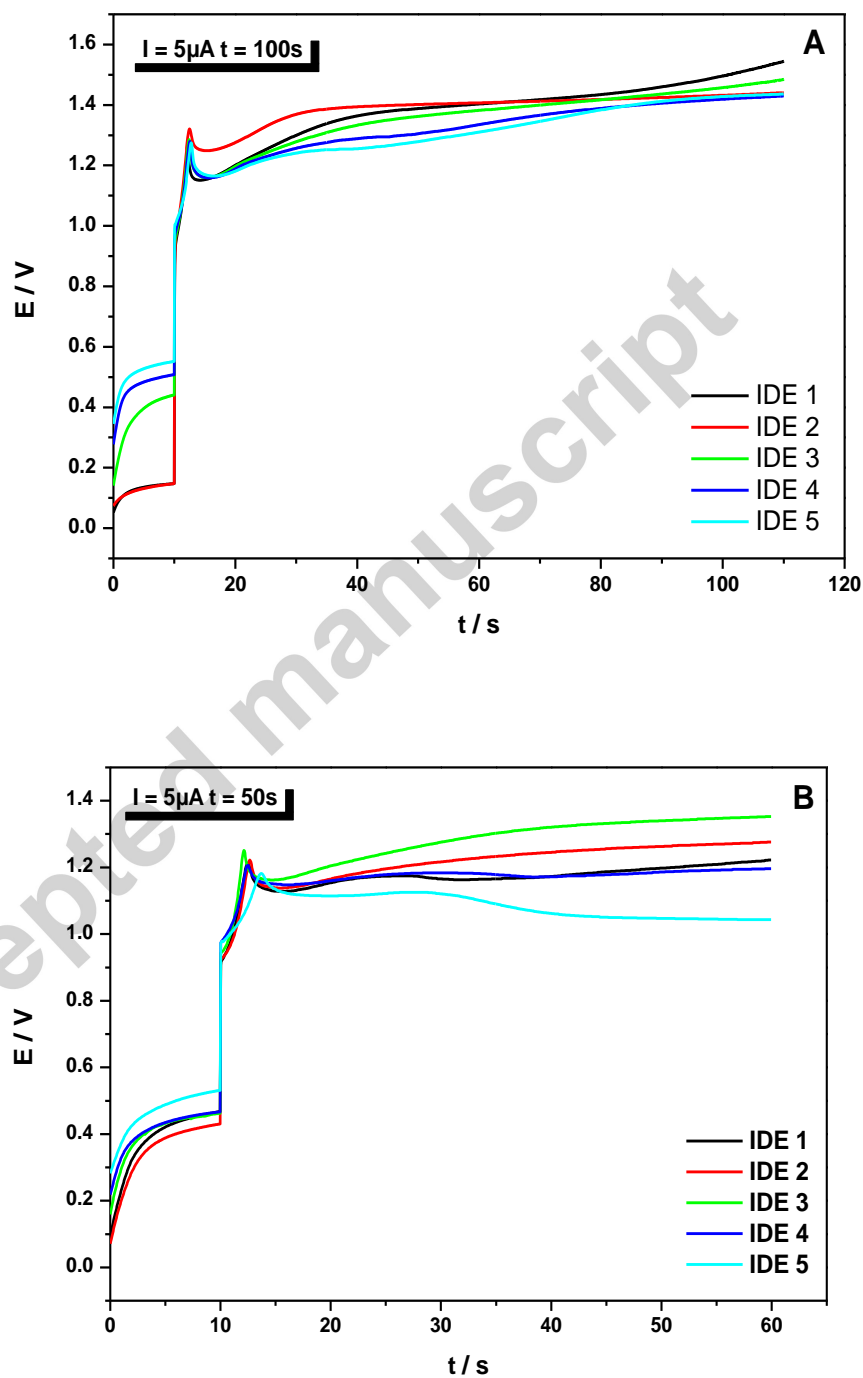 A
I = 5µA t = 100s
1.6
1.4
1.2
1.0
0.8
0.6
0.4
0.2
0.0
E / V
IDE 1
IDE 2
IDE 3
IDE 4
IDE 5
0 20 40 60 80 100 120
t / s
epted manuscript
B
I = 5µA t = 50s
1.4
1.2
1.0
0.8
0.6
0.4
0.2
0.0
E / V
IDE 1
IDE 2
IDE 3
IDE 4
IDE 5
0 10 20 30 40 50 60
t / s